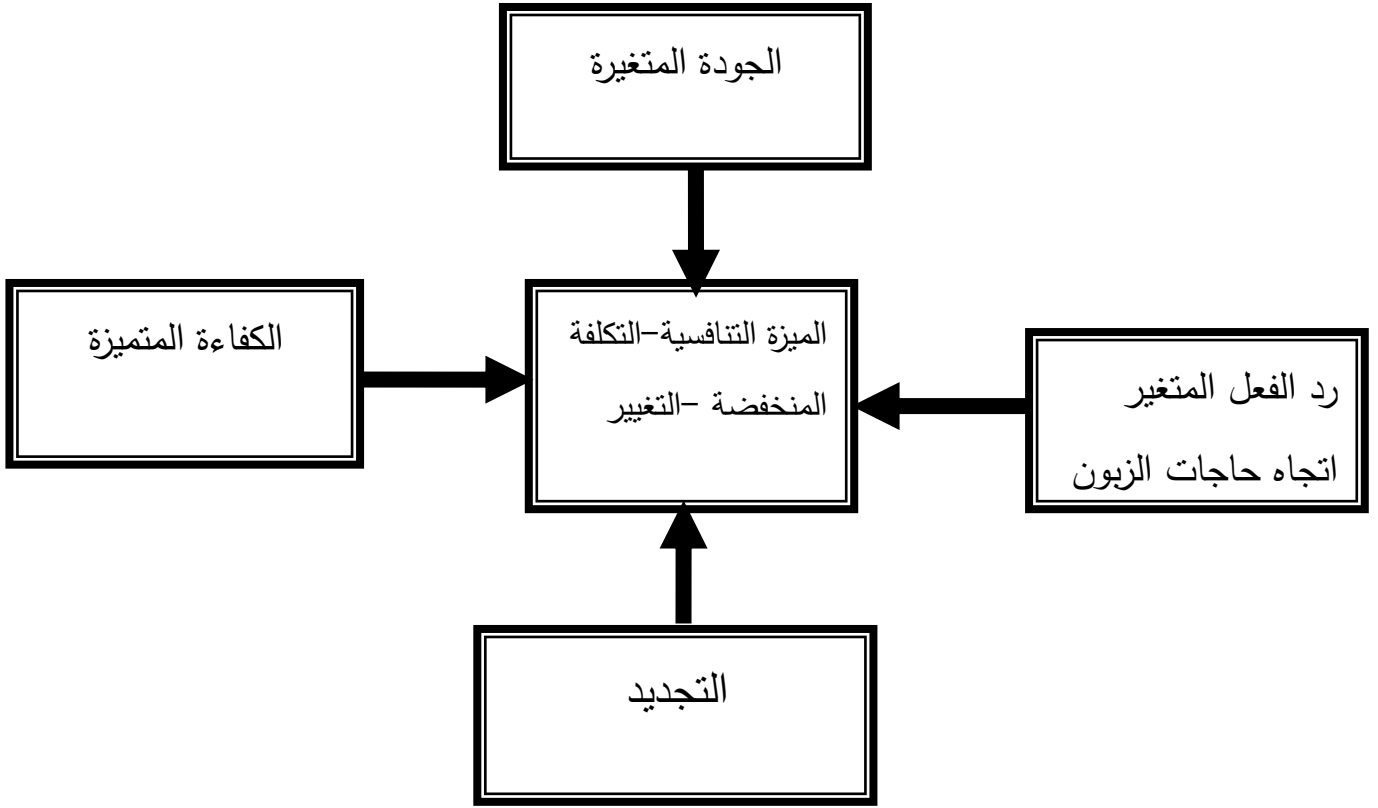 الجودة المتغيرة
الميزة التنافسية-التكلفة
المنخفضة -التغيير
رد الفعل المتغير
اتجاه حاجات الزبون
الكفاءة المتميزة
التجديد